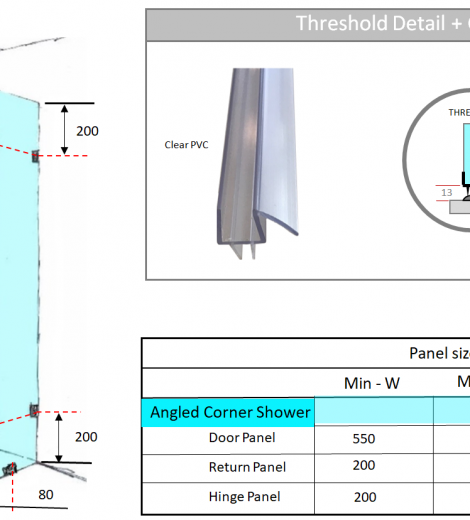 Threshold Detail +
200
Clear PVC
THRE
13
200
80
Panel siz
Min - W
M
Angled Corner Shower
Door Panel 550
Return Panel 200
Hinge Panel 200